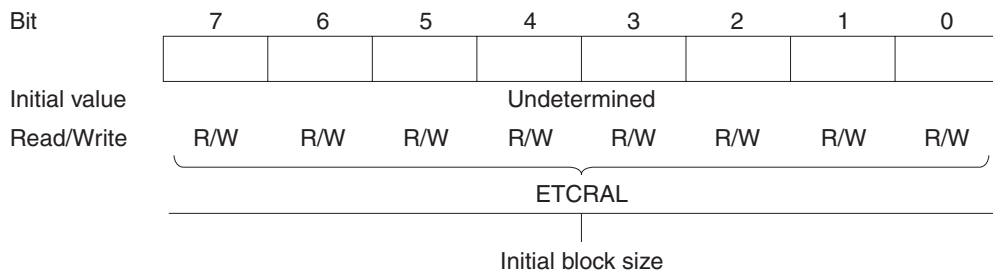 Bit 7 6 5 4 3 2 1 0
Initial value Undetermined
Read/Write R/W R/W R/W R/W R/W R/W R/W R/W
ETCRAL
Initial block size